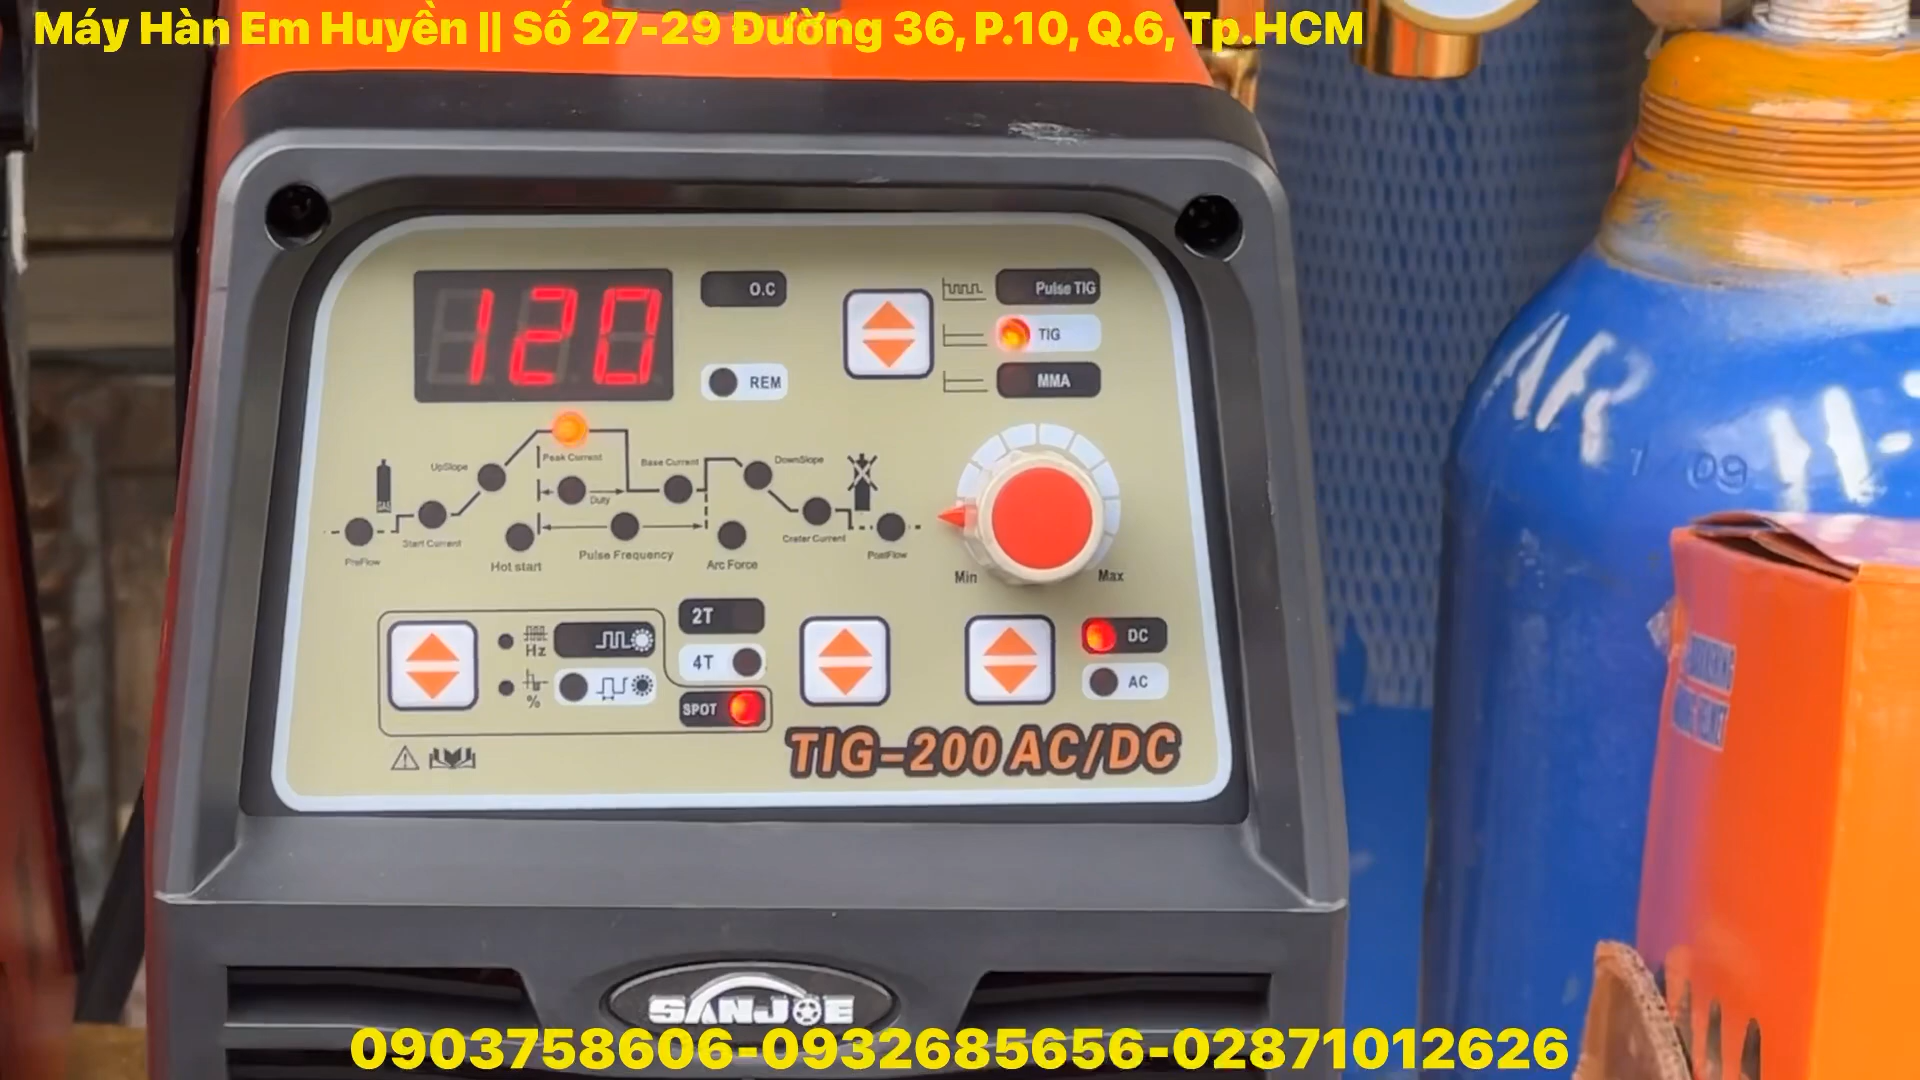 Máy Hàn Em Huyền || Số 27-29 Đường 36, P.10, Q.6, Tp.HCM
120
O.C
REM
Pulse TIG
TIG
MMA
UpSlope
Peak Current
Base Current
DownSlope
Duty
PreFlow
Start Current
Hot start
Pulse Frequency
Arc Force
Crater Current
PostFlow
Min
Max
Hz
%
2T
4T
SPOT
DC
AC
TIG-200 AC/DC
SANJOE
AR
09
0903758606-0932685656-02871012626